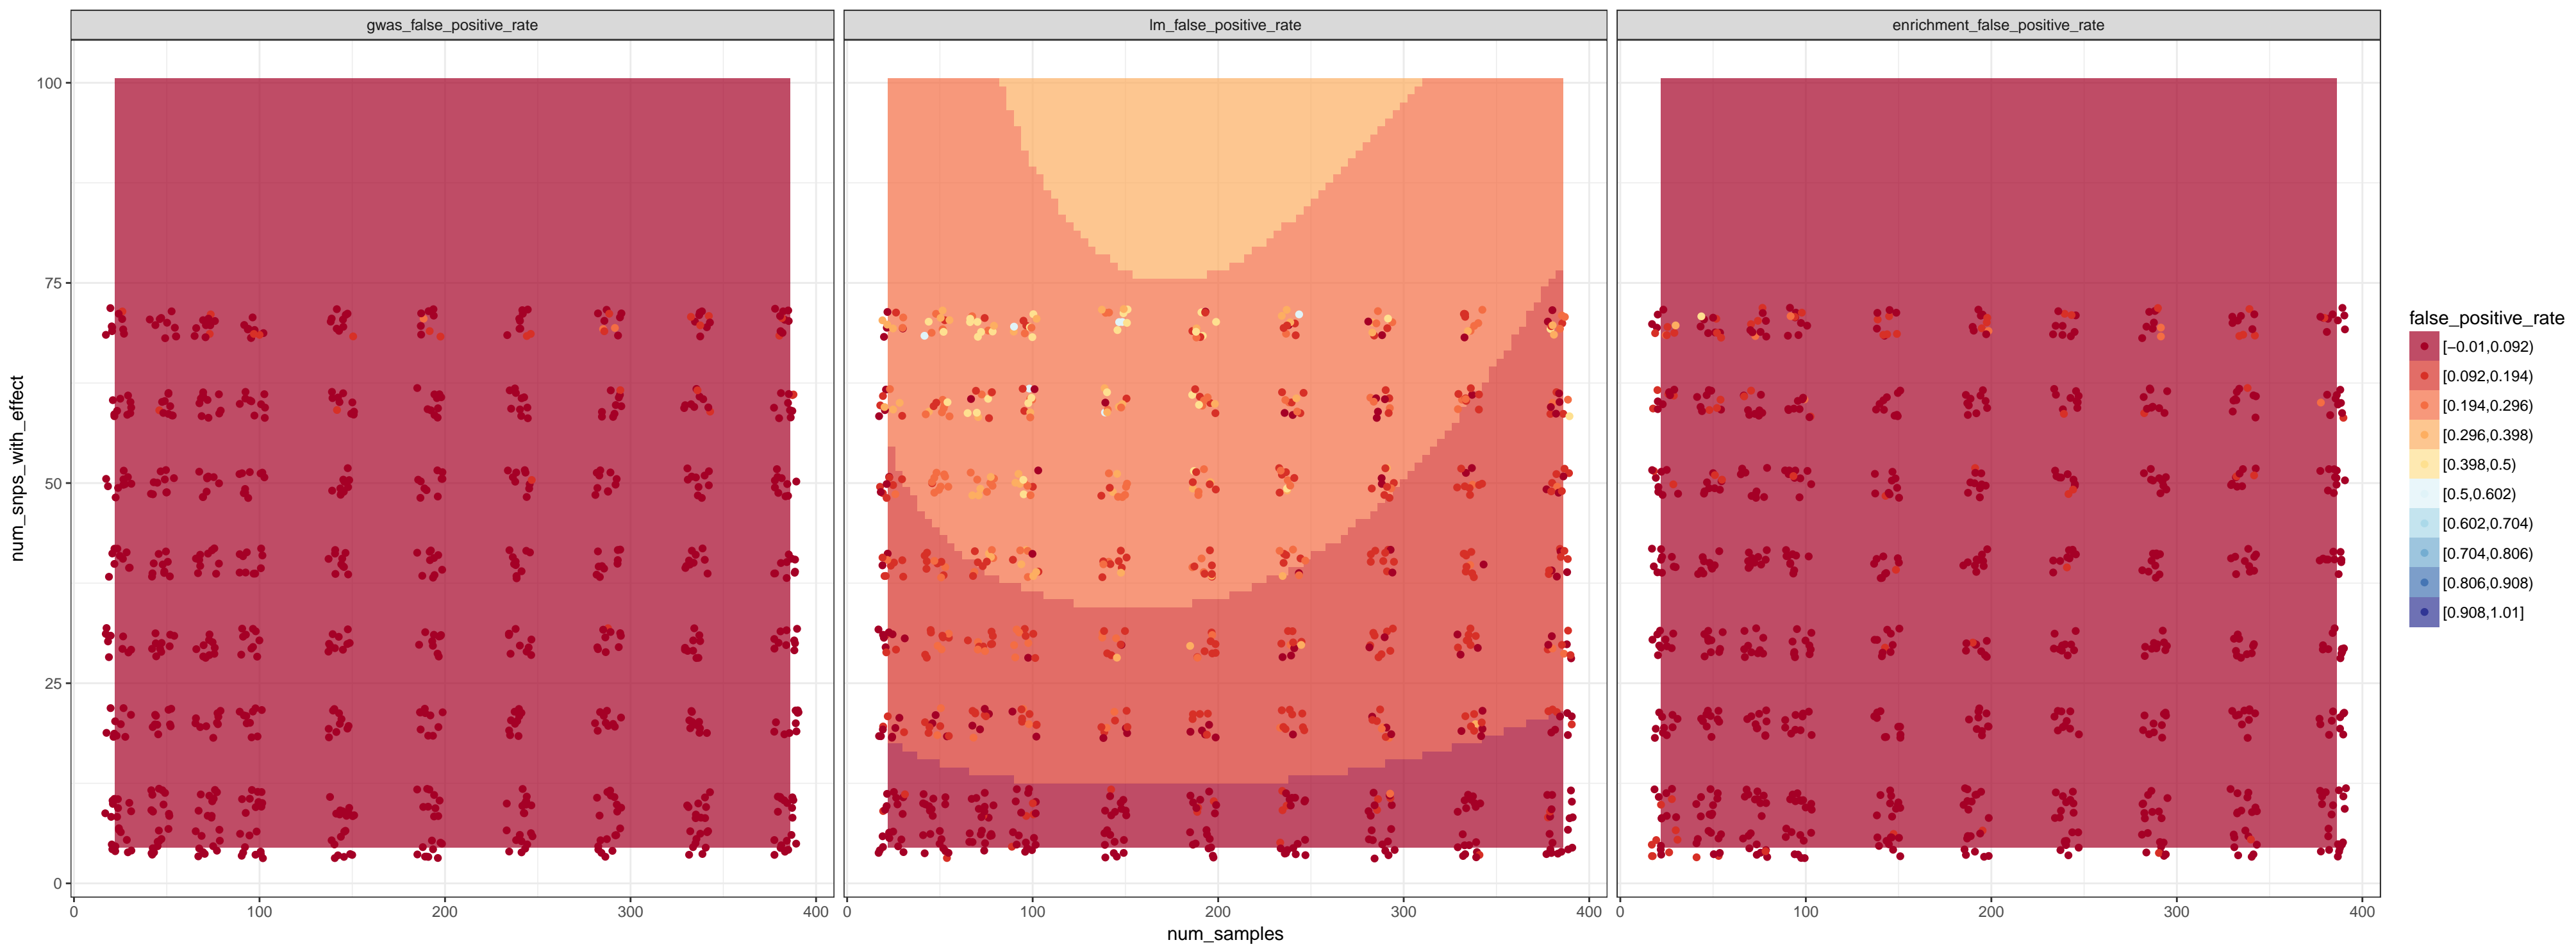 gwas_false_positive_rate
lm_false_positive_rate
enrichment_false_positive_rate
100
75
50
25
0
num_snps_with_effect
0 100 200 300 400
0 100 200 300 400
0 100 200 300 400
num_samples
false_positive_rate
[−0.01,0.092)
[0.092,0.194)
[0.194,0.296)
[0.296,0.398)
[0.398,0.5)
[0.5,0.602)
[0.602,0.704)
[0.704,0.806)
[0.806,0.908)
[0.908,1.01]